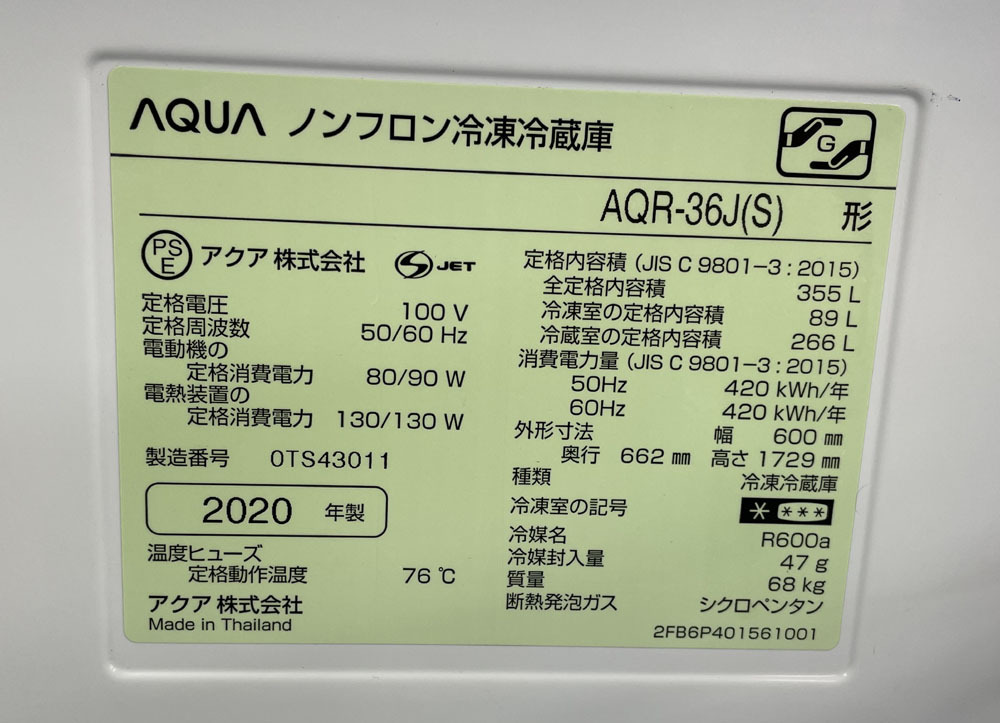 AQUA ノンフロン冷凍冷蔵庫
G
AQR-36J(S) 形
PS
E
アクア 株式会社
S JET
定格電圧 100 V
定格周波数 50/60 Hz
電動機の
定格消費電力 80/90 W
電熱装置の
定格消費電力 130/130 W
製造番号 0TS43011
2020 年製
温度ヒューズ
定格動作温度 76 ℃
アクア 株式会社
Made in Thailand
定格内容積 (JIS C 9801-3 : 2015)
全定格内容積 355 L
冷凍室の定格内容積 89 L
冷蔵室の定格内容積 266 L
消費電力量 (JIS C 9801-3 : 2015)
50Hz 420 kWh/年
60Hz 420 kWh/年
外形寸法 幅 600 ㎜
奥行 662 ㎜ 高さ 1729 ㎜
種類 冷凍冷蔵庫
冷凍室の記号 * ***
冷媒名 R600a
冷媒封入量 47 g
質量 68 kg
断熱発泡ガス シクロペンタン
2FB6P401561001